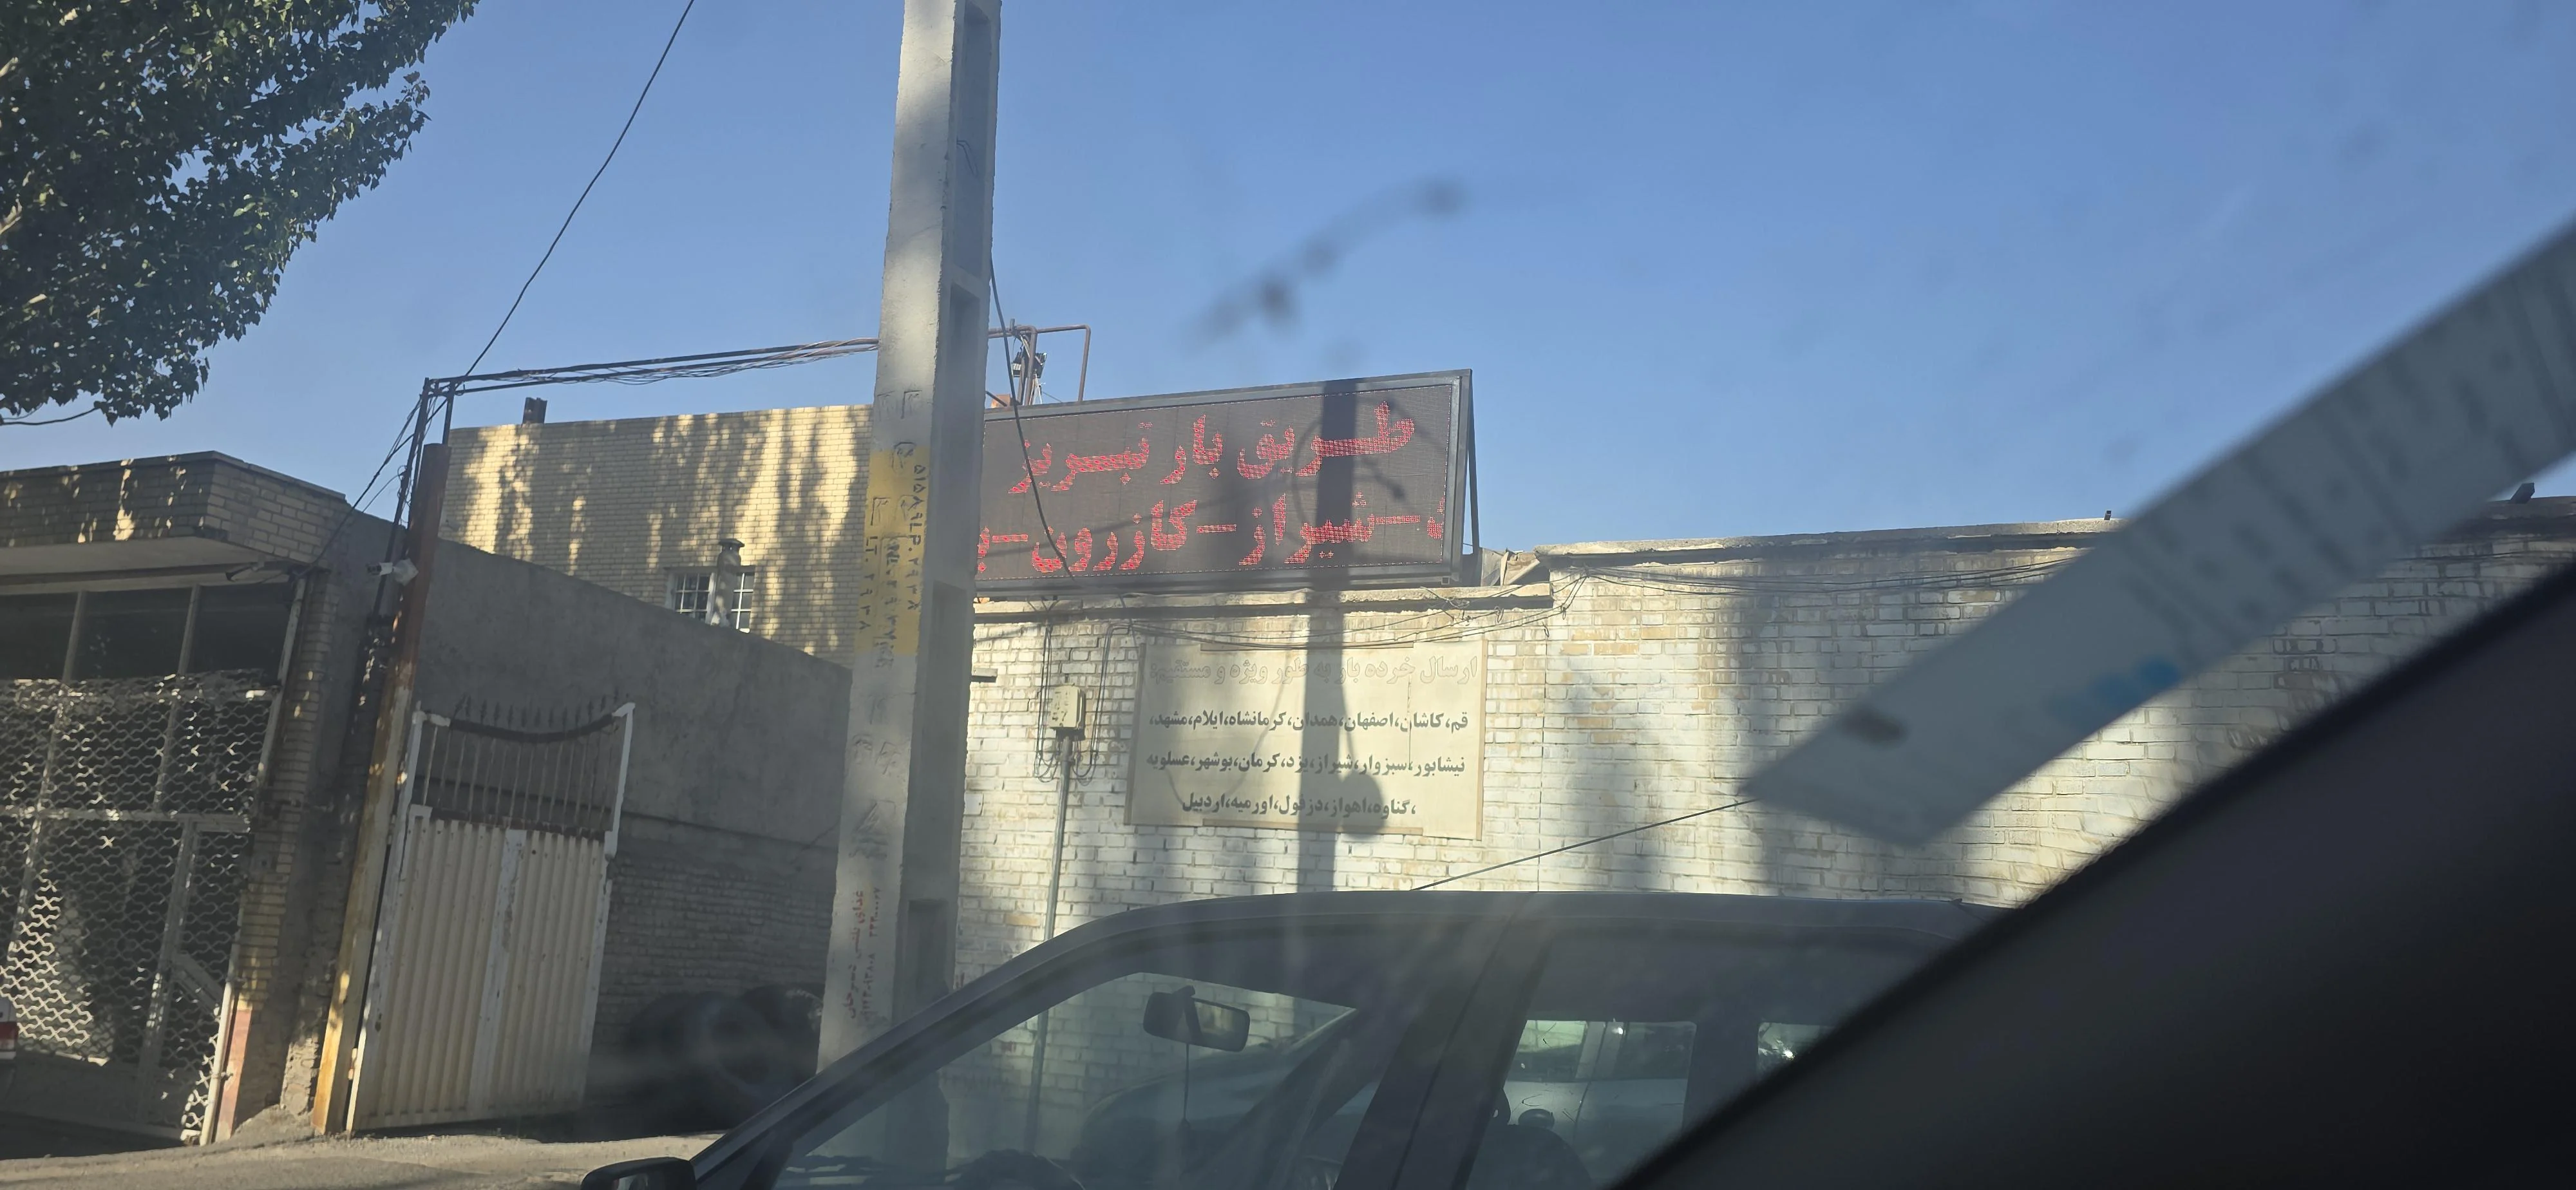 طریق بار تبریز
شیراز-کازرون-
ارسال خرده بار به طور ویژه و مستقیم:
قم،کاشان،اصفهان،همدان،کرمانشاه،ایلام،مشهد،
نیشابور،سبزوار،شیراز،یزد،کرمان،بوشهر،عسلویه
،گناوه،اهواز،دزفول،اورمیه،اردبیل